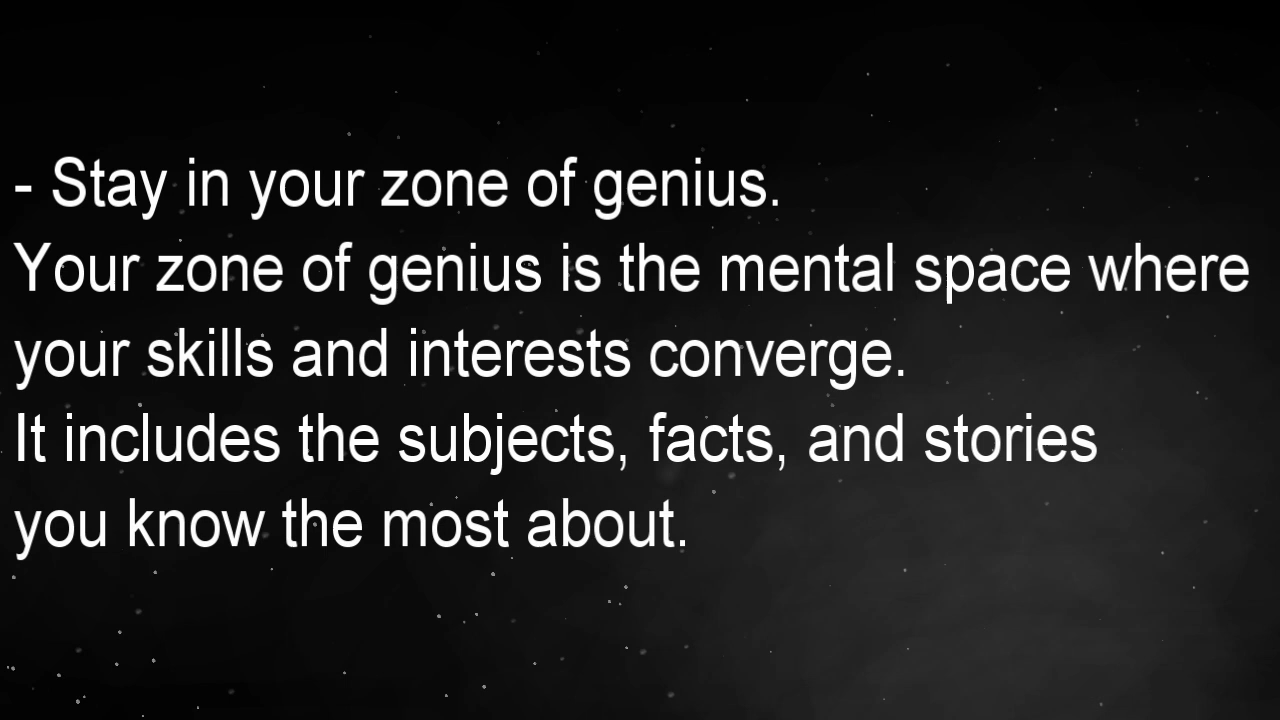 - Stay in your zone of genius.
Your zone of genius is the mental space where
your skills and interests converge.
It includes the subjects, facts, and stories
you know the most about.